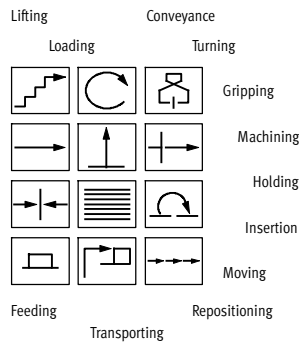 Lifting Conveyance
Loading Turning
Gripping
Machining
Holding
Insertion
Moving
Feeding Repositioning
Transporting